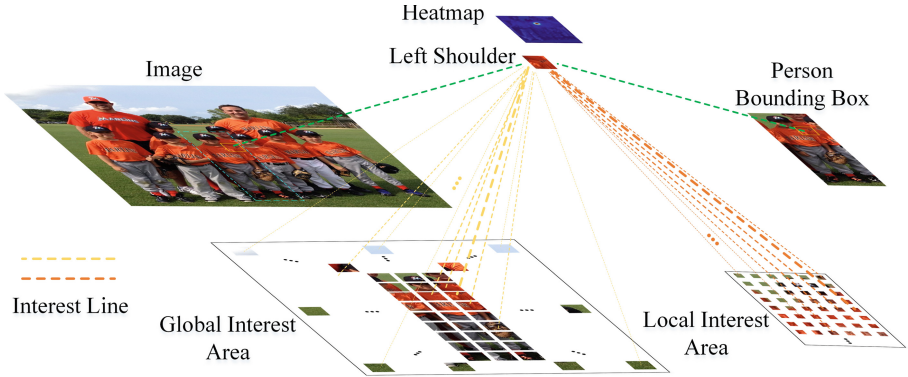 Heatmap
Left Shoulder
Image
Person
Bounding Box
Interest Line
Global Interest
Area
Local Interest
Area